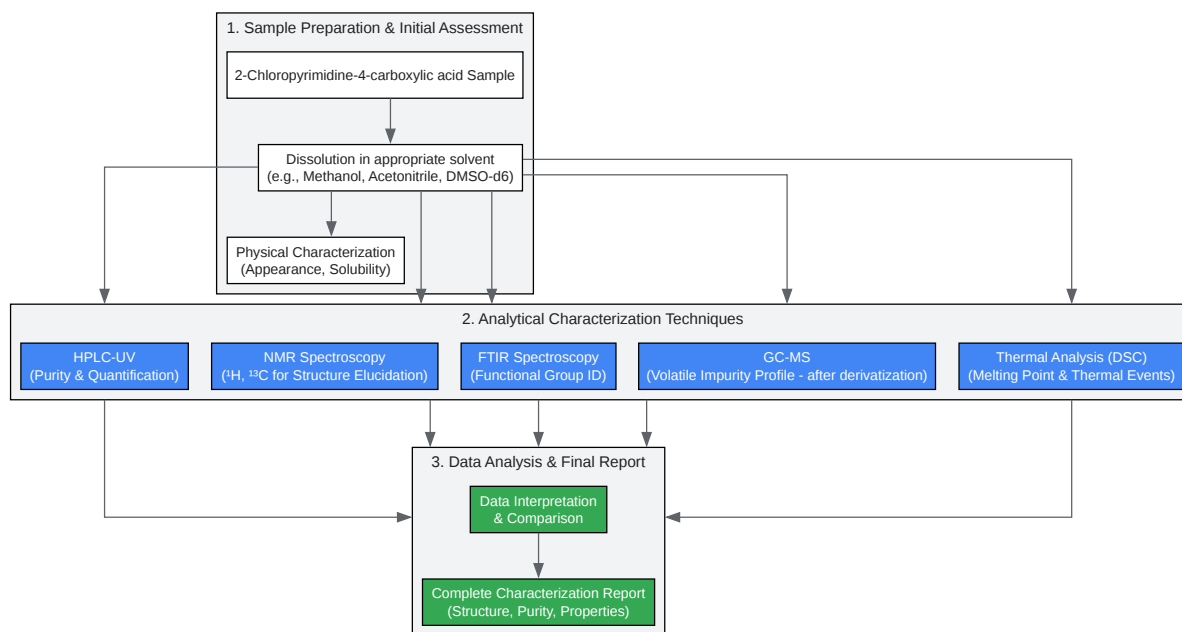 1. Sample Preparation & Initial Assessment
2-Chloropyrimidine-4-carboxylic acid Sample
Dissolution in appropriate solvent
(e.g., Methanol, Acetonitrile, DMSO-d6)
Physical Characterization
(Appearance, Solubility)
2. Analytical Characterization Techniques
HPLC-UV
(Purity & Quantification)
NMR Spectroscopy
(¹H, ¹³C for Structure Elucidation)
FTIR Spectroscopy
(Functional Group ID)
GC-MS
(Volatile Impurity Profile - after derivatization)
Thermal Analysis (DSC)
(Melting Point & Thermal Events)
3. Data Analysis & Final Report
Data Interpretation
& Comparison
Complete Characterization Report
(Structure, Purity, Properties)